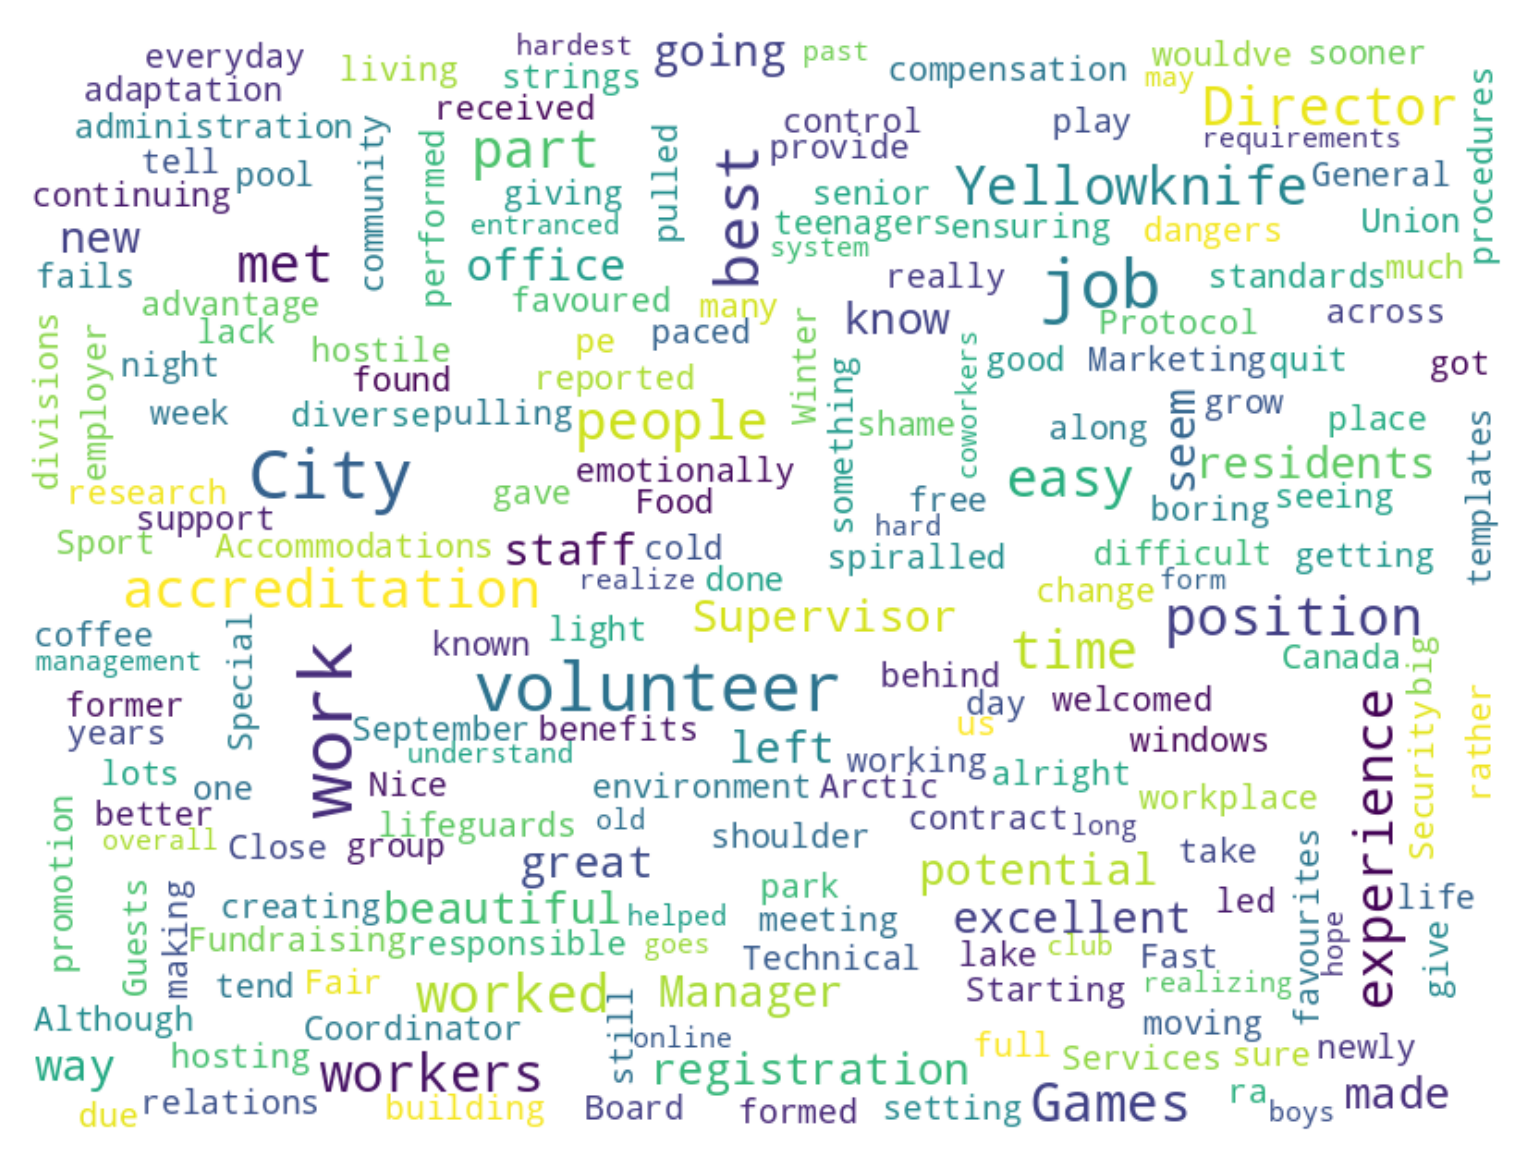 everyday
living
hardest
strings
going
past
compensation
wouldve
sooner
may
adaptation
received
Director
procedures
administration
community
performed
part
pulled
best
control
provide
play
requirements
tell
pool
continuing
giving
entranced
senior
Yellowknife
General
teenagers
ensuring
dangers
Union
system
new
met
office
fails
favoured
many
really
job
standards
much
advantage
lack
know
Protocol
across
divisions
employer
night
hostile
found
pe
paced
reported
Winter
something
coworkers
good
Marketing
quit
got
week
diverse
pulling
people
shame
along
seem
grow
place
templates
City
emotionally
easy
residents
research
gave
Food
free
boring
seeing
support
hard
Sport
Accommodations
staff
cold
spiralled
difficult
getting
accreditation
realize
done
change
form
Supervisor
position
coffee
management
Special
work
known
light
time
Canada
Security
big
volunteer
behind
former
years
day
welcomed
us
rather
experience
September
benefits
understand
left
working
windows
lots
one
Nice
environment
Arctic
alright
workplace
better
overall
promotion
lifeguards
old
shoulder
contract
long
Close
group
great
potential
take
favourites
Guests
making
creating
beautiful
helped
park
meeting
excellent
led
life
hope
give
Fundraising
responsible
goes
Technical
lake
club
Fast
tend
Fair
worked
Manager
Starting
realizing
Although
Coordinator
still
online
moving
way
hosting
workers
registration
full
Services
sure
newly
due
relations
building
Board
formed
setting
Games
ra
boys
made